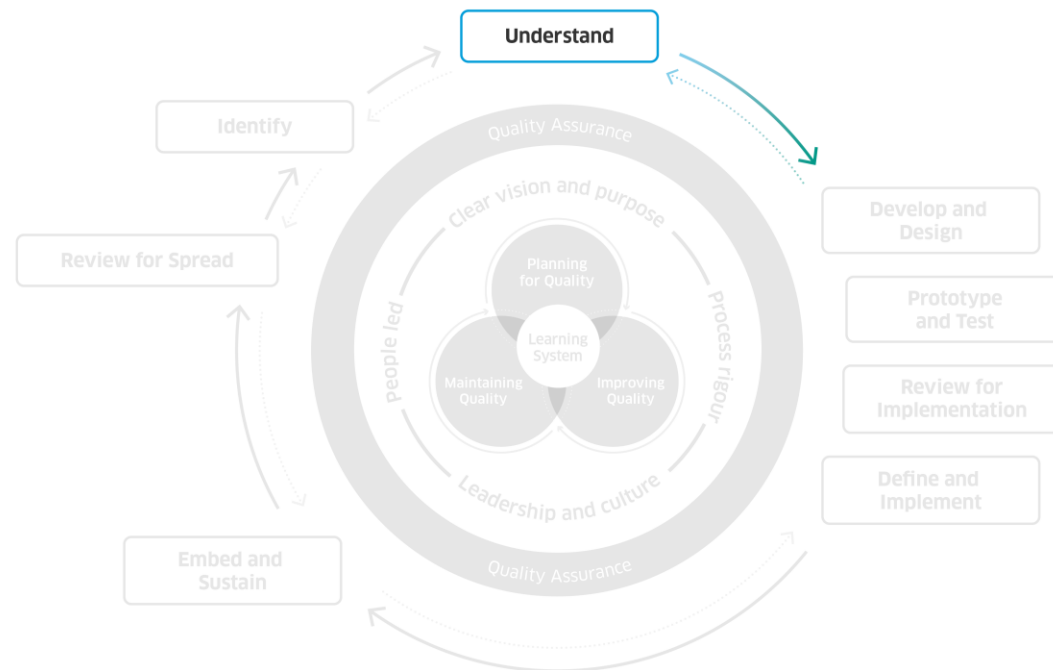 Understand
Identify
Quality Assurance
Clear vision and purpose
Develop and
Design
Review for Spread
Planning
for Quality
Prototype
and Test
People led
Process rigour
Learning
System
Maintaining
Quality
Improving
Quality
Review for
Implementation
Leadership and culture
Define and
Implement
Embed and
Sustain
Quality Assurance